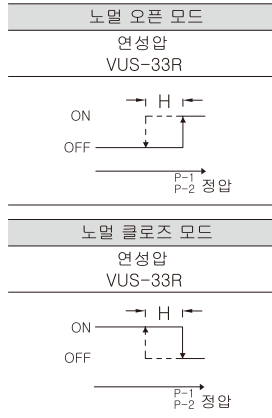 노멀 오픈 모드
연성압
VUS-33R
H
ON
OFF
P-1
P-2 정압
노멀 클로즈 모드
연성압
VUS-33R
H
ON
OFF
P-1
P-2 정압